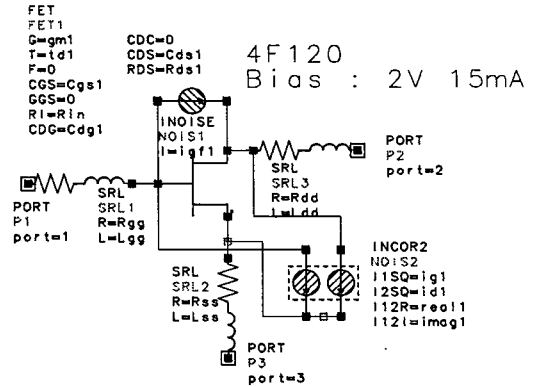 FET
FET1
G=gm1
T=td1
F=0
CGS=Cgs1
GGS=0
RI=RIn
CDG=Cdg1
CDC=0
CDS=Cds1
RDS=Rds1
4F120
Bias : 2V 15mA
INOISE
NOIS1
I=igf1
PORT
P2
port=2
SRL
SRL3
R=Rdd
L=Ldd
PORT
P1
port=1
SRL
SRL1
R=Rgg
L=Lgg
SRL
SRL2
R=Rss
L=Lss
INCOR2
NOIS2
I1SQ=ig1
I2SQ=id1
I12R=real1
I12I=imag1
PORT
P3
port=3